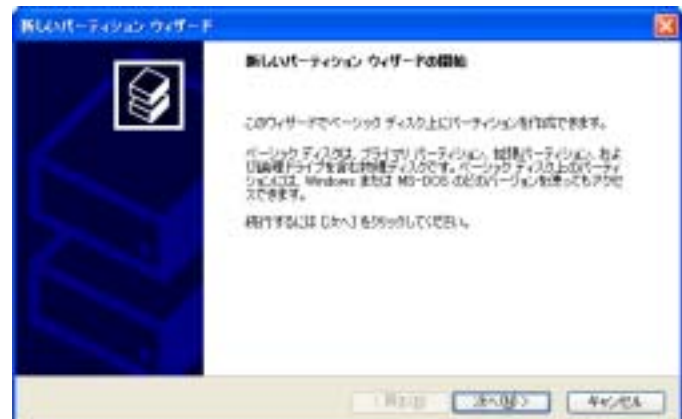 新しいパーティション ウィザード
新しいパーティション ウィザードの開始
このウィザードでベーシック ディスク上にパーティションを作成できます。
ベーシック ディスクは、プライマリ パーティション、拡張パーティション、およ
び論理ドライブを含む物理ディスクです。ベーシック ディスク上のパーティ
ションには、Windows または MS-DOS のどのバージョンを使ってもアクセ
スできます。
続行するには [次へ] をクリックしてください。
< 戻る(B)
次へ(N) >
キャンセル